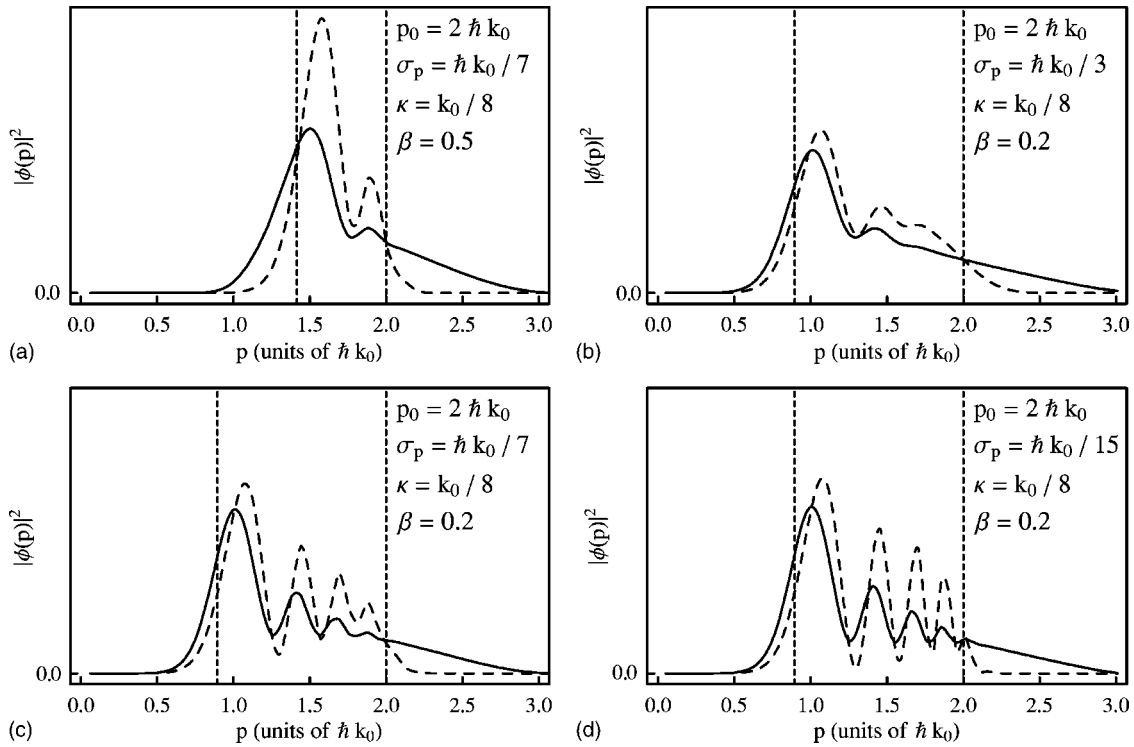 p₀ = 2 ħ k₀
σₚ = ħ k₀ / 7
κ = k₀ / 8
β = 0.5
|ϕ(p)|²
0.0
0.0 0.5 1.0 1.5 2.0 2.5 3.0
(a) p (units of ħ k₀)
p₀ = 2 ħ k₀
σₚ = ħ k₀ / 3
κ = k₀ / 8
β = 0.2
|ϕ(p)|²
0.0
0.0 0.5 1.0 1.5 2.0 2.5 3.0
(b) p (units of ħ k₀)
p₀ = 2 ħ k₀
σₚ = ħ k₀ / 7
κ = k₀ / 8
β = 0.2
|ϕ(p)|²
0.0
0.0 0.5 1.0 1.5 2.0 2.5 3.0
(c) p (units of ħ k₀)
p₀ = 2 ħ k₀
σₚ = ħ k₀ / 15
κ = k₀ / 8
β = 0.2
|ϕ(p)|²
0.0
0.0 0.5 1.0 1.5 2.0 2.5 3.0
(d) p (units of ħ k₀)